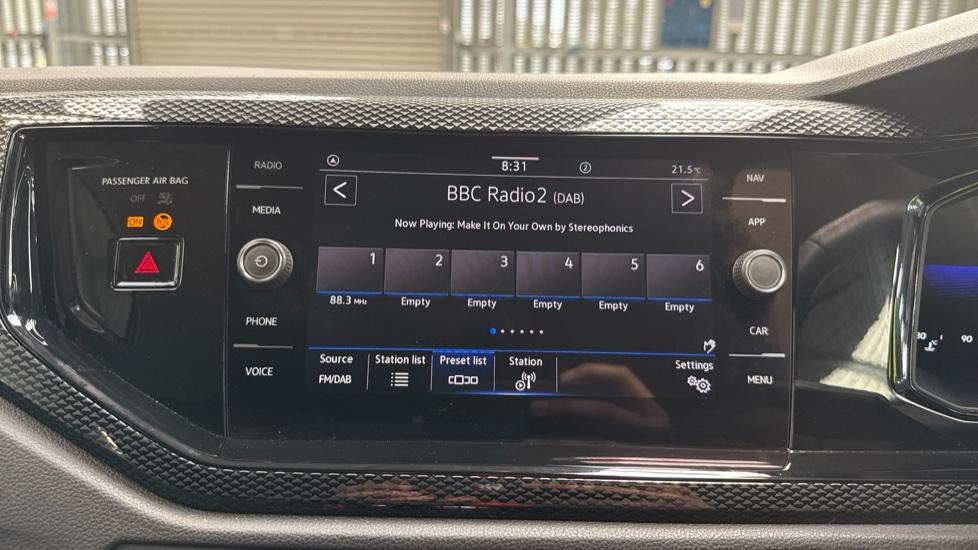 PASSENGER AIR BAG
OFF
ON
RADIO
MEDIA
PHONE
VOICE
A
8:31
2
21.5°C
< BBC Radio2 (DAB) >
Now Playing: Make It On Your Own by Stereophonics
1 2 3 4 5 6
88.3 MHz Empty Empty Empty Empty Empty
Source Station list Preset list Station Settings
FM/DAB
NAV
APP
CAR
MENU
90